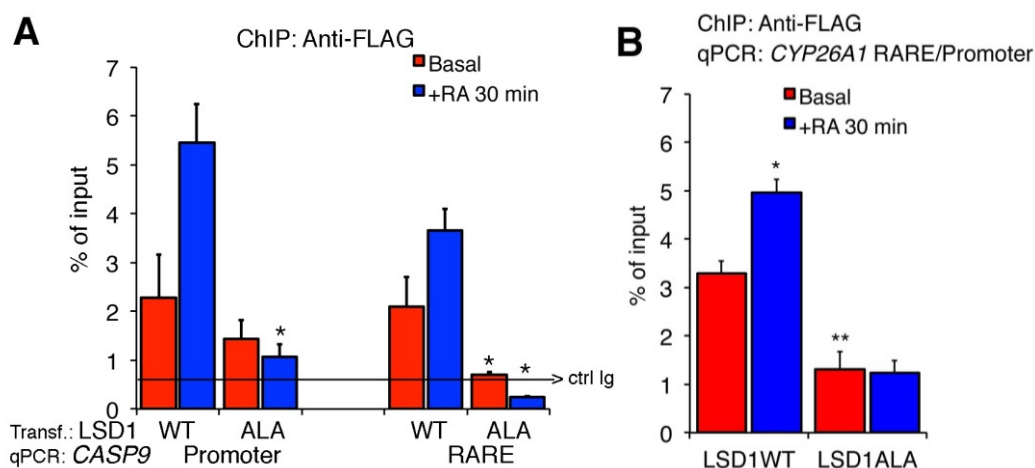 A
ChIP: Anti-FLAG
Basal
+RA 30 min
% of input
7
6
5
4
3
2
1
0
*
*
*
> ctrl Ig
Transf.: LSD1 WT ALA WT ALA
qPCR: CASP9 Promoter RARE
B
ChIP: Anti-FLAG
qPCR: CYP26A1 RARE/Promoter
Basal
+RA 30 min
% of input
7
6
5
4
3
2
1
0
*
**
LSD1WT LSD1ALA